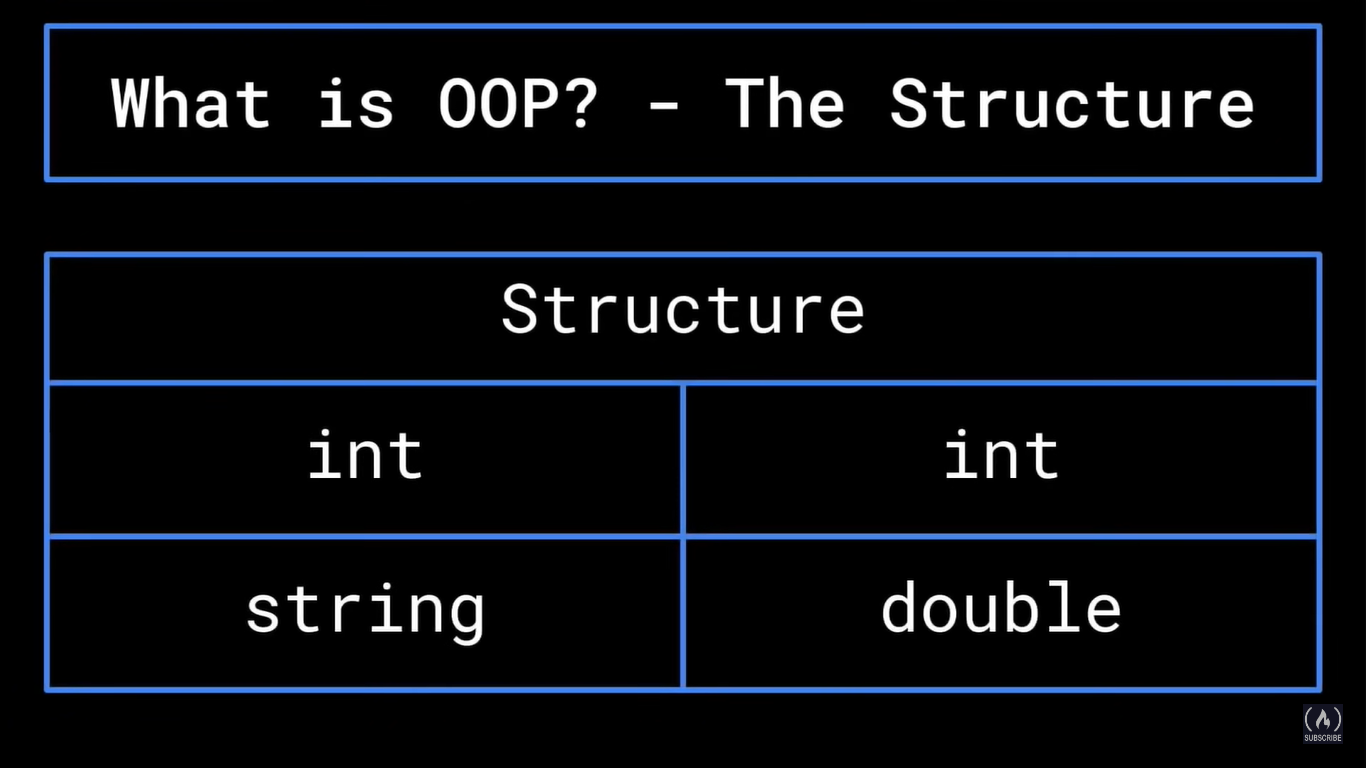 What is OOP? - The Structure
Structure
int int
string double
SUBSCRIBE